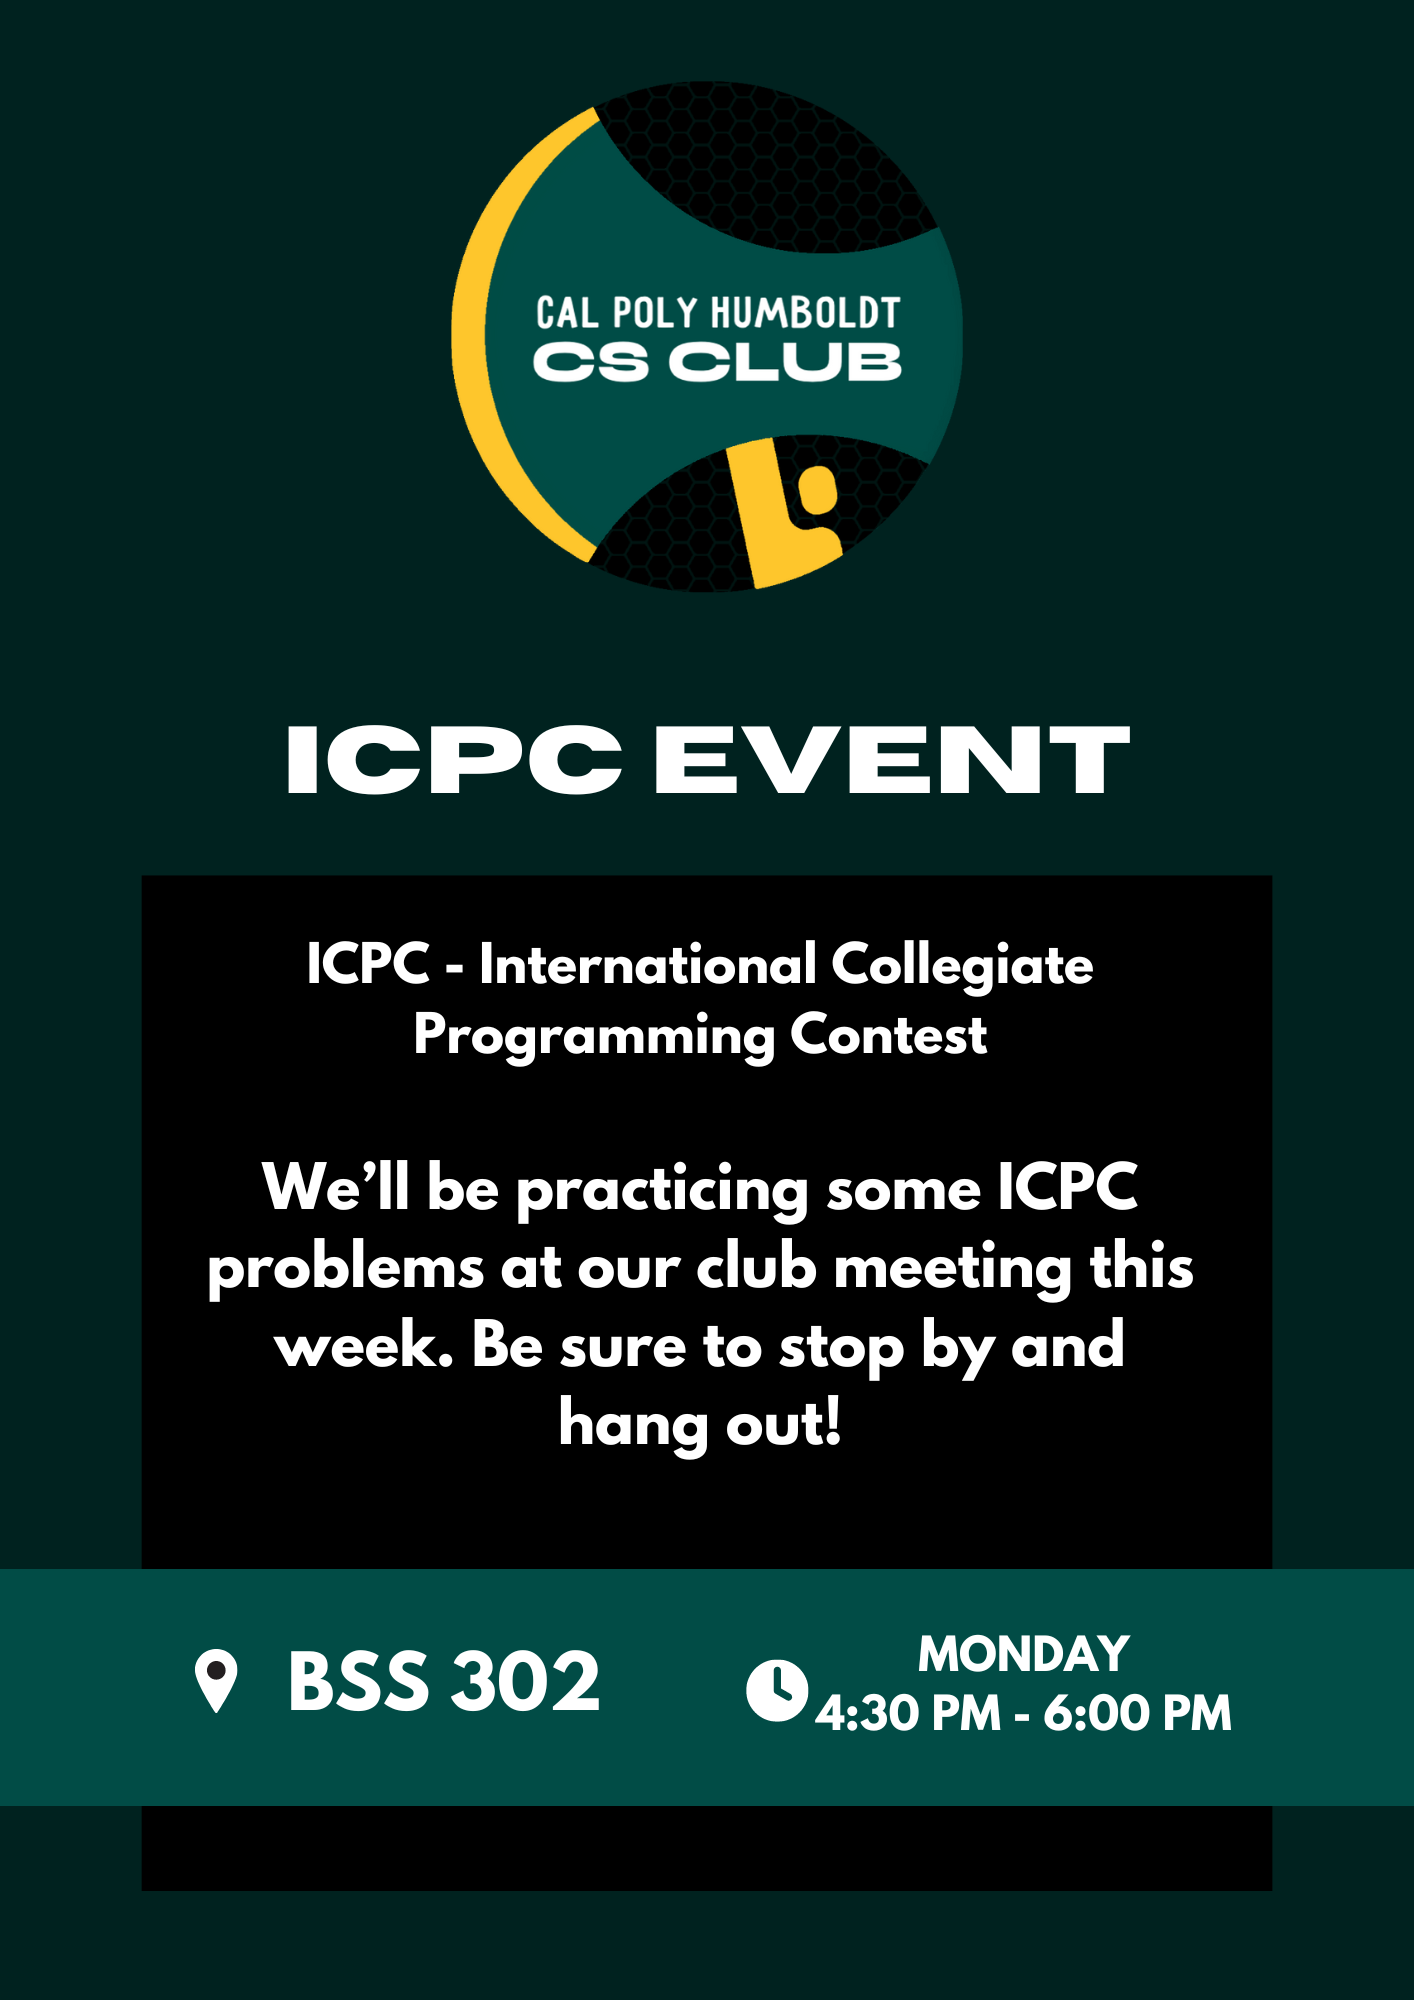 CAL POLY HUMBOLDT
CS CLUB
ICPC EVENT
ICPC - International Collegiate
Programming Contest
We’ll be practicing some ICPC
problems at our club meeting this
week. Be sure to stop by and
hang out!
BSS 302
MONDAY
4:30 PM - 6:00 PM